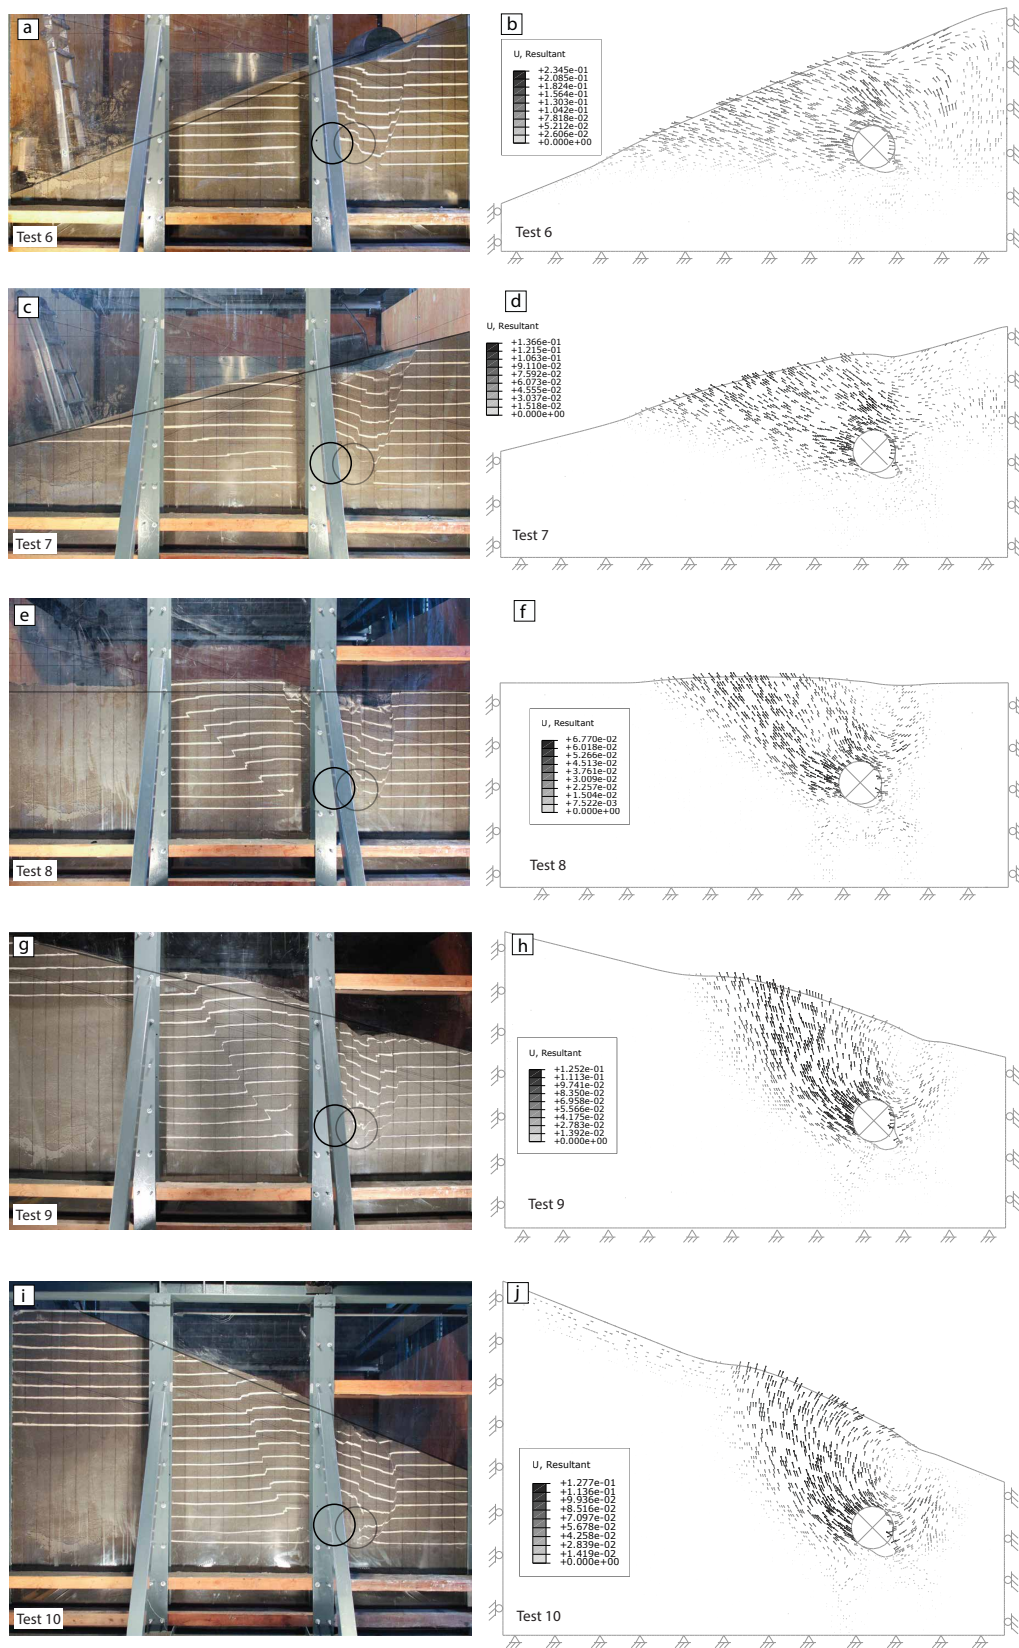 a
Test 6
b
U, Resultant
+2.345e-01
+2.085e-01
+1.824e-01
+1.564e-01
+1.303e-01
+1.042e-01
+7.818e-02
+5.212e-02
+2.606e-02
+0.000e+00
Test 6
c
Test 7
d
U, Resultant
+1.366e-01
+1.215e-01
+1.063e-01
+9.110e-02
+7.592e-02
+6.073e-02
+4.555e-02
+3.037e-02
+1.518e-02
+0.000e+00
Test 7
e
Test 8
f
U, Resultant
+6.770e-02
+6.018e-02
+5.266e-02
+4.513e-02
+3.761e-02
+3.009e-02
+2.257e-02
+1.504e-02
+7.522e-03
+0.000e+00
Test 8
g
Test 9
h
U, Resultant
+1.252e-01
+1.113e-01
+9.741e-02
+8.350e-02
+6.958e-02
+5.566e-02
+4.175e-02
+2.783e-02
+1.392e-02
+0.000e+00
Test 9
i
Test 10
j
U, Resultant
+1.277e-01
+1.136e-01
+9.936e-02
+8.516e-02
+7.097e-02
+5.678e-02
+4.258e-02
+2.839e-02
+1.419e-02
+0.000e+00
Test 10